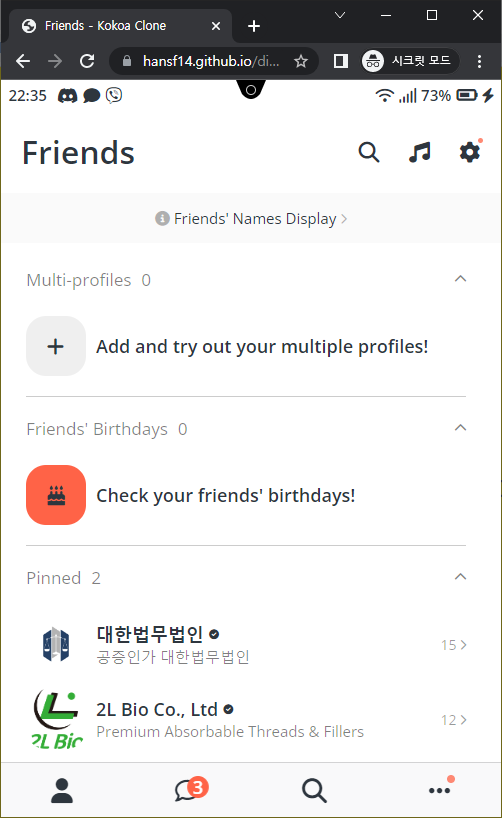 Friends - Kokoa Clone
hansf14.github.io/di...
시크릿 모드
22:35
73%
Friends
Friends' Names Display
Multi-profiles 0
Add and try out your multiple profiles!
Friends' Birthdays 0
Check your friends' birthdays!
Pinned 2
대한법무법인
15
공증인가 대한법무법인
2L Bio
2L Bio Co., Ltd
12
Premium Absorbable Threads & Fillers
3